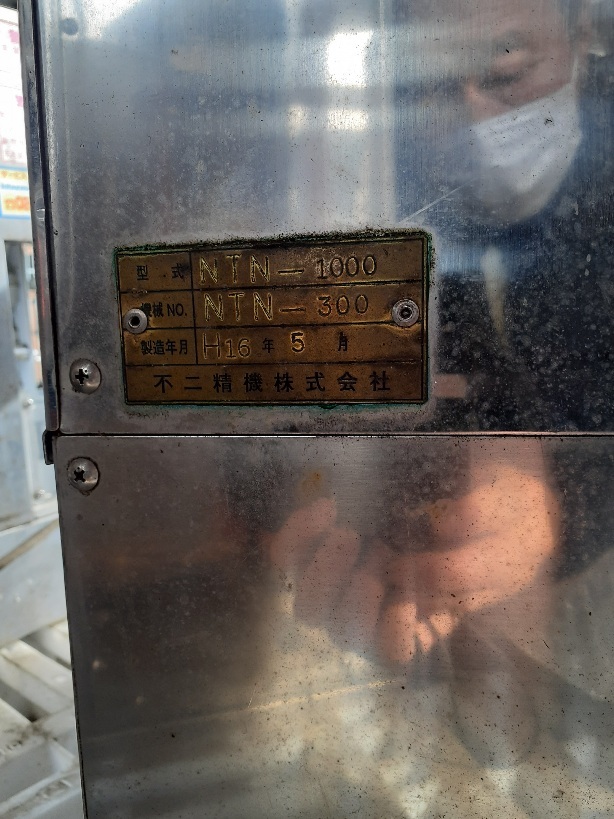 型 式 NTN-1000
機械NO. NTN-300
製造年月 H16 年 5 月
不二精機株式会社